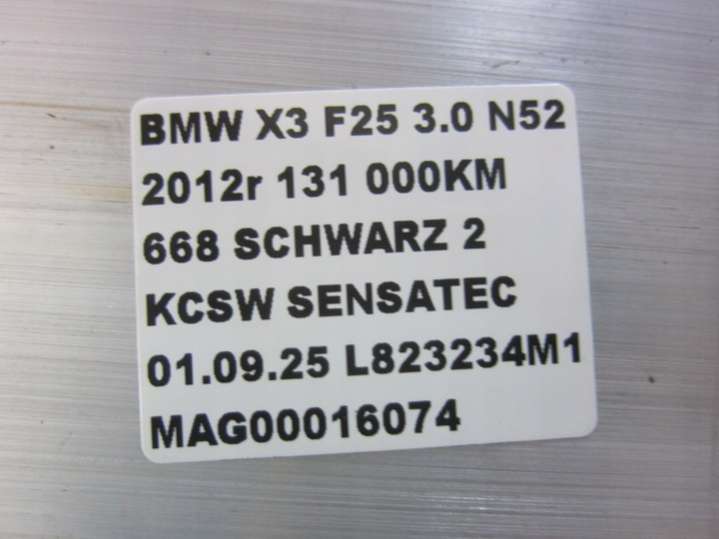 BMW X3 F25 3.0 N52
2012r 131 000KM
668 SCHWARZ 2
KCSW SENSATEC
01.09.25 L823234M1
MAG00016074